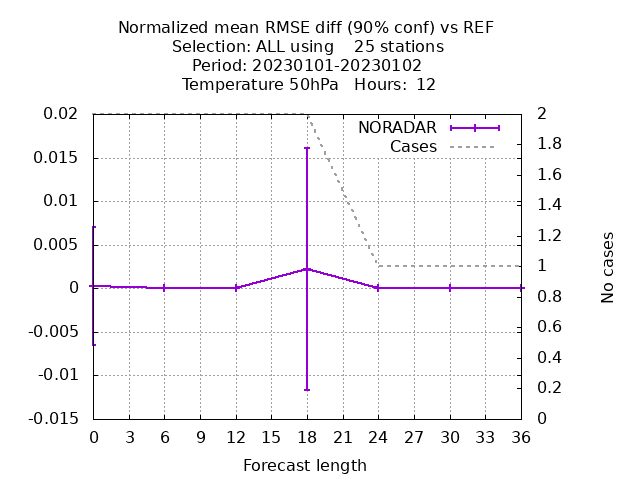 Normalized mean RMSE diff (90% conf) vs REF
Selection: ALL using    25 stations
Period: 20230101-20230102
Temperature 50hPa   Hours:  12
NORADAR
Cases
0.02
0.015
0.01
0.005
0
-0.005
-0.01
-0.015
2
1.8
1.6
1.4
1.2
1
0.8
0.6
0.4
0.2
0
No cases
0 3 6 9 12 15 18 21 24 27 30 33 36
Forecast length